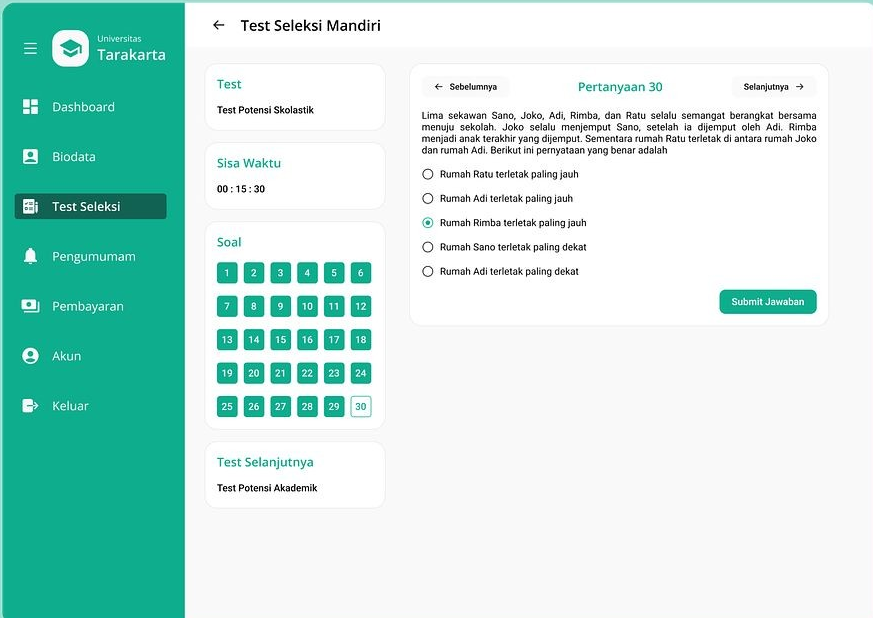 Universitas
Tarakarta
Dashboard
Biodata
Test Seleksi
Pengumumam
Pembayaran
Akun
Keluar
Test Seleksi Mandiri
Test
Test Potensi Skolastik
Sisa Waktu
00 : 15 : 30
Soal
1 2 3 4 5 6
7 8 9 10 11 12
13 14 15 16 17 18
19 20 21 22 23 24
25 26 27 28 29 30
Test Selanjutnya
Test Potensi Akademik
Sebelumnya
Pertanyaan 30
Selanjutnya
Lima sekawan Sano, Joko, Adi, Rimba, dan Ratu selalu semangat berangkat bersama
menuju sekolah. Joko selalu menjemput Sano, setelah ia dijemput oleh Adi. Rimba
menjadi anak terakhir yang dijemput. Sementara rumah Ratu terletak di antara rumah Joko
dan rumah Adi. Berikut ini pernyataan yang benar adalah
Rumah Ratu terletak paling jauh
Rumah Adi terletak paling jauh
Rumah Rimba terletak paling jauh
Rumah Sano terletak paling dekat
Rumah Adi terletak paling dekat
Submit Jawaban